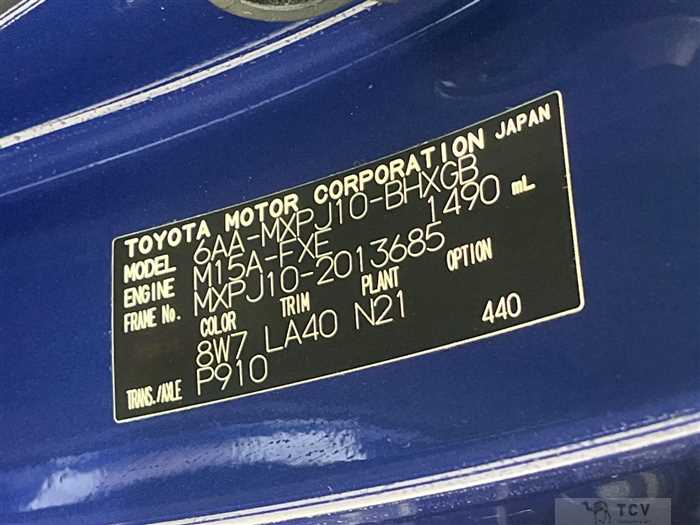 TOYOTA MOTOR CORPORATION JAPAN
MODEL 6AA-MXPJ10-BHXGB
ENGINE M15A-FXE 1490 mL
FRAME No. MXPJ10-2013685
COLOR TRIM PLANT OPTION
8W7 LA40 N21 440
TRANS./AXLE P910
TCV